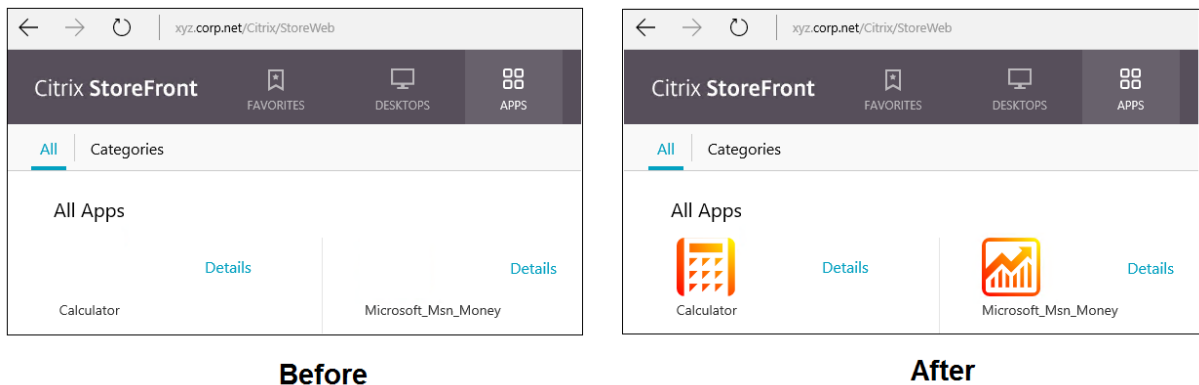 xyz.corp.net/Citrix/StoreWeb
Citrix StoreFront
FAVORITES
DESKTOPS
APPS
All
Categories
All Apps
Details
Details
Calculator
Microsoft_Msn_Money
Before
xyz.corp.net/Citrix/StoreWeb
Citrix StoreFront
FAVORITES
DESKTOPS
APPS
All
Categories
All Apps
Details
Details
Calculator
Microsoft_Msn_Money
After